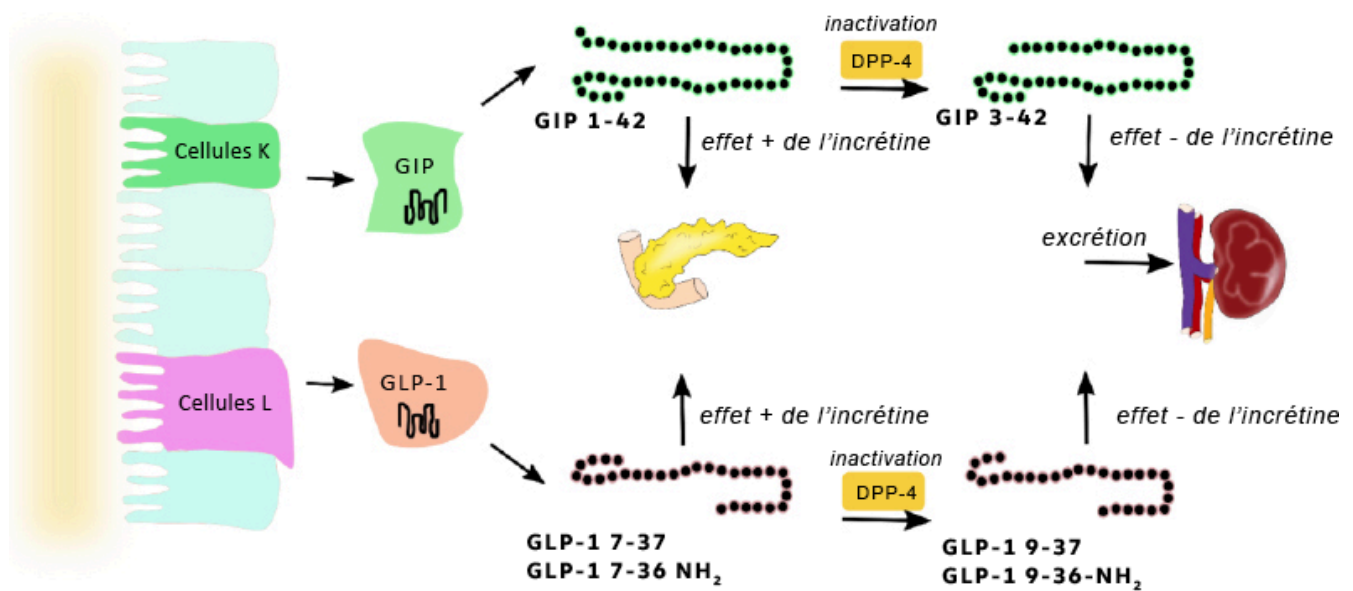 inactivation
DPP-4
GIP 1-42
GIP 3-42
Cellules K
GIP
effet + de l'incrétine
effet - de l'incrétine
excrétion
Cellules L
GLP-1
effet + de l'incrétine
effet - de l'incrétine
inactivation
DPP-4
GLP-1 7-37
GLP-1 7-36 NH₂
GLP-1 9-37
GLP-1 9-36-NH₂